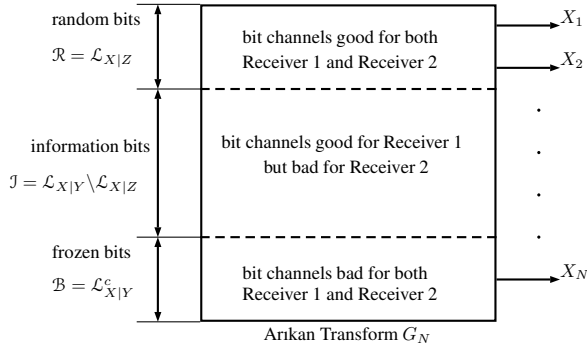 random bits
ℛ = ℒ_{X|Z}
bit channels good for both
Receiver 1 and Receiver 2
X_1
X_2
information bits
ℐ = ℒ_{X|Y}\ℒ_{X|Z}
bit channels good for Receiver 1
but bad for Receiver 2
frozen bits
ℬ = ℒ^c_{X|Y}
bit channels bad for both
Receiver 1 and Receiver 2
X_N
Arıkan Transform G_N